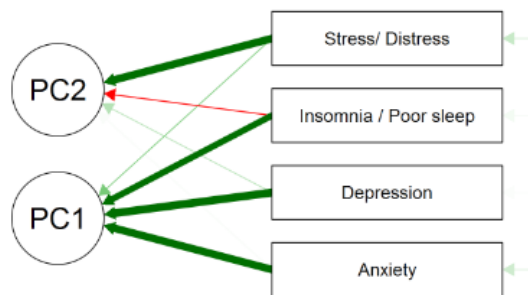 Stress/ Distress
PC2
Insomnia / Poor sleep
Depression
PC1
Anxiety